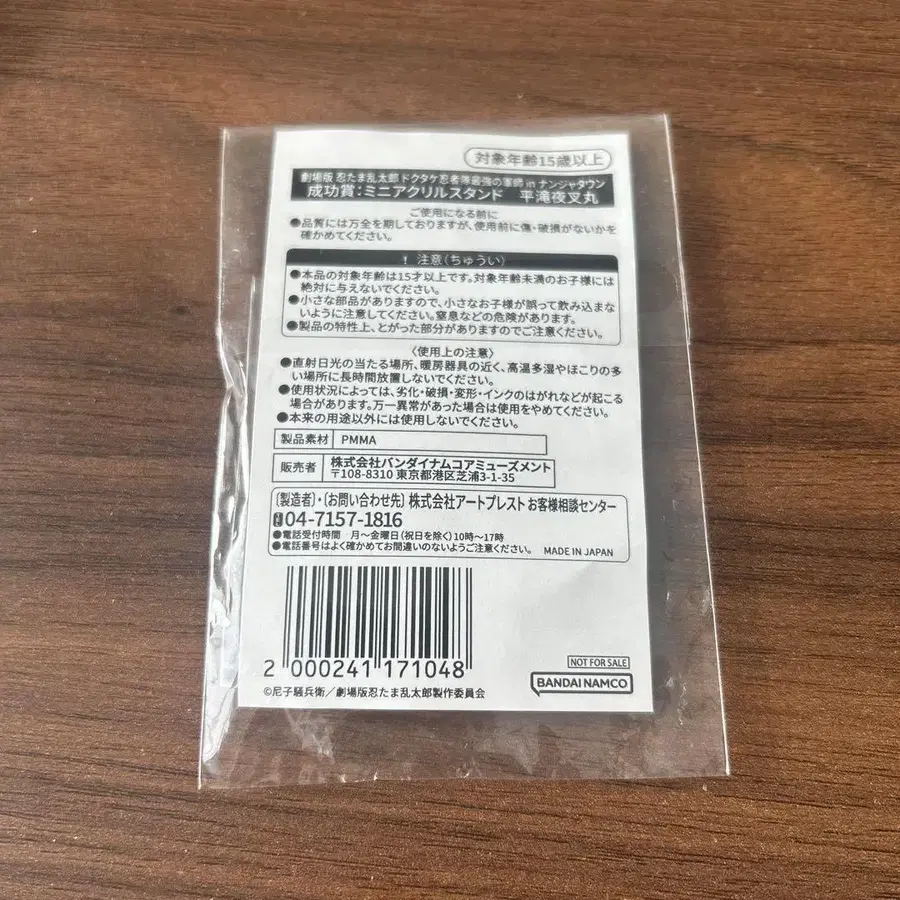 対象年齢15歳以上
劇場版 忍たま乱太郎 ドクタケ忍者隊最強の軍師 in ナンジャタウン
成功賞：ミニアクリルスタンド 平滝夜叉丸
ご使用になる前に
●品質には万全を期しておりますが、使用前に傷・破損がないかを
確かめてください。
! 注意(ちゅうい)
●本品の対象年齢は15才以上です。対象年齢未満のお子様には
絶対に与えないでください。
●小さな部品がありますので、小さなお子様が誤って飲み込まな
いように注意してください。窒息などの危険があります。
●製品の特性上、とがった部分がありますのでご注意ください。
〈使用上の注意〉
●直射日光の当たる場所、暖房器具の近く、高温多湿やほこりの多
い場所に長時間放置しないでください。
●使用状況によっては、劣化・破損・変形・インクのはがれなどが起こる
場合があります。万一異常があった場合は使用をやめてください。
●本来の用途以外には使用しないでください。
製品素材 PMMA
販売者 株式会社バンダイナムコアミューズメント
〒108-8310 東京都港区芝浦3-1-35
〔製造者〕・〔お問い合わせ先〕株式会社アートプレスト お客様相談センター
04-7157-1816
●電話受付時間 月〜金曜日(祝日を除く)10時〜17時
●電話番号はよく確かめてお間違いのないようご注意ください。 MADE IN JAPAN
2 000241 171048
NOT FOR SALE
BANDAI NAMCO
©尼子騒兵衛／劇場版忍たま乱太郎製作委員会